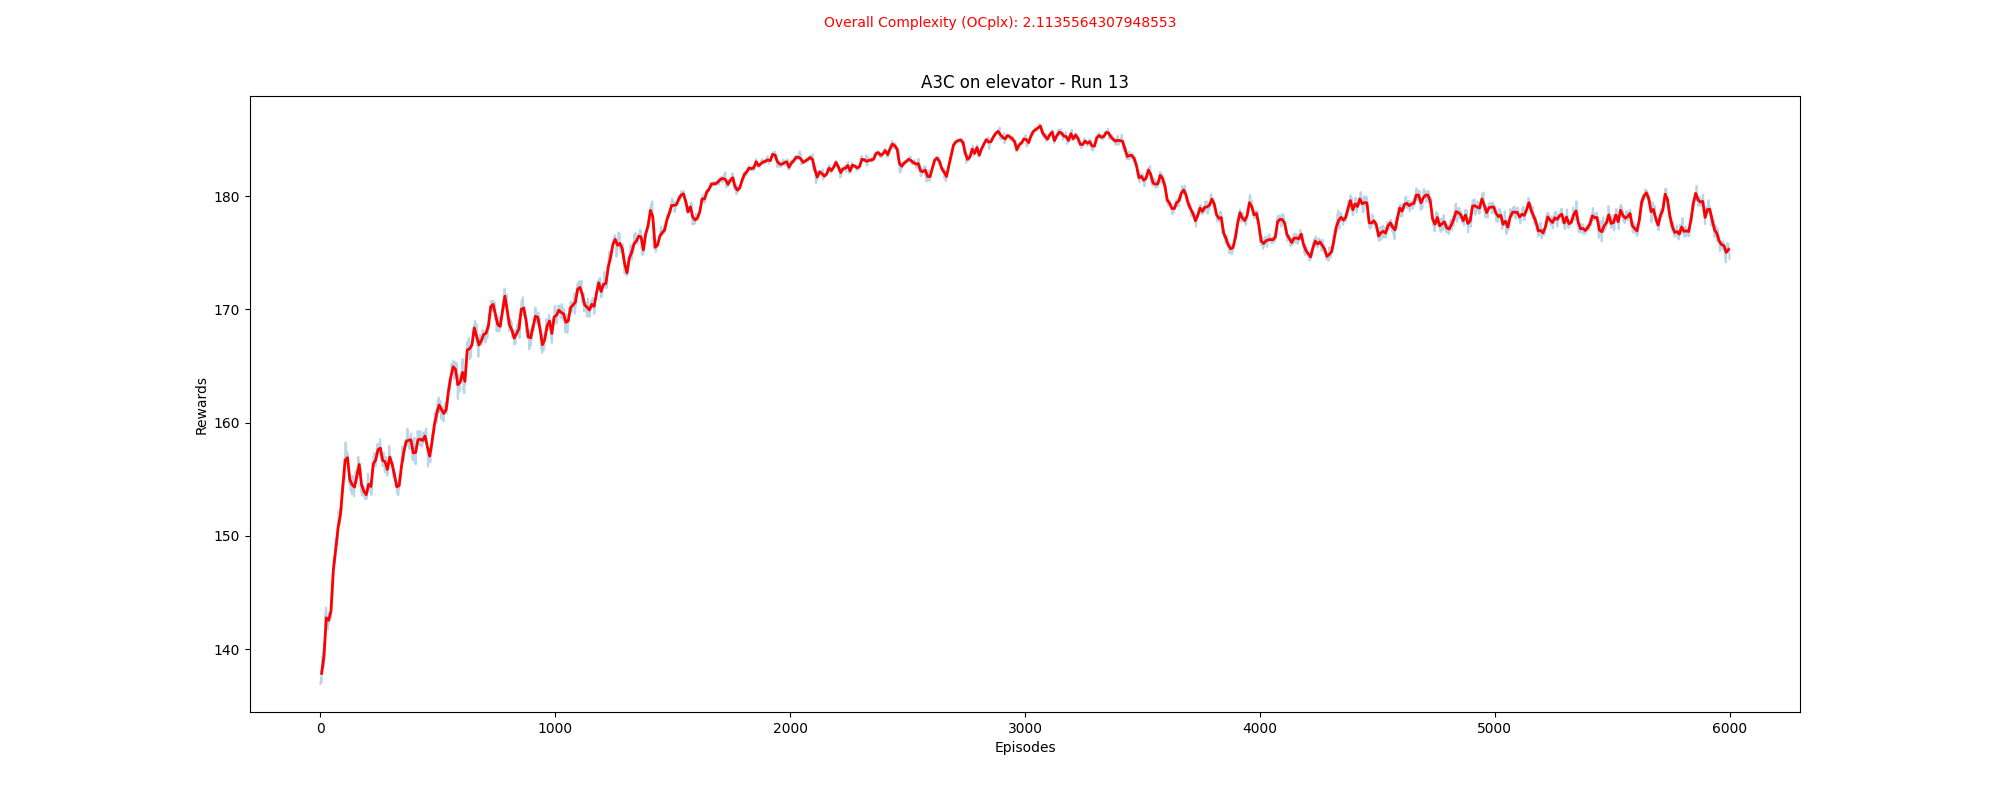 Overall Complexity (OCplx): 2.1135564307948553
A3C on elevator - Run 13
Rewards
180
170
160
150
140
0 1000 2000 3000 4000 5000 6000
Episodes